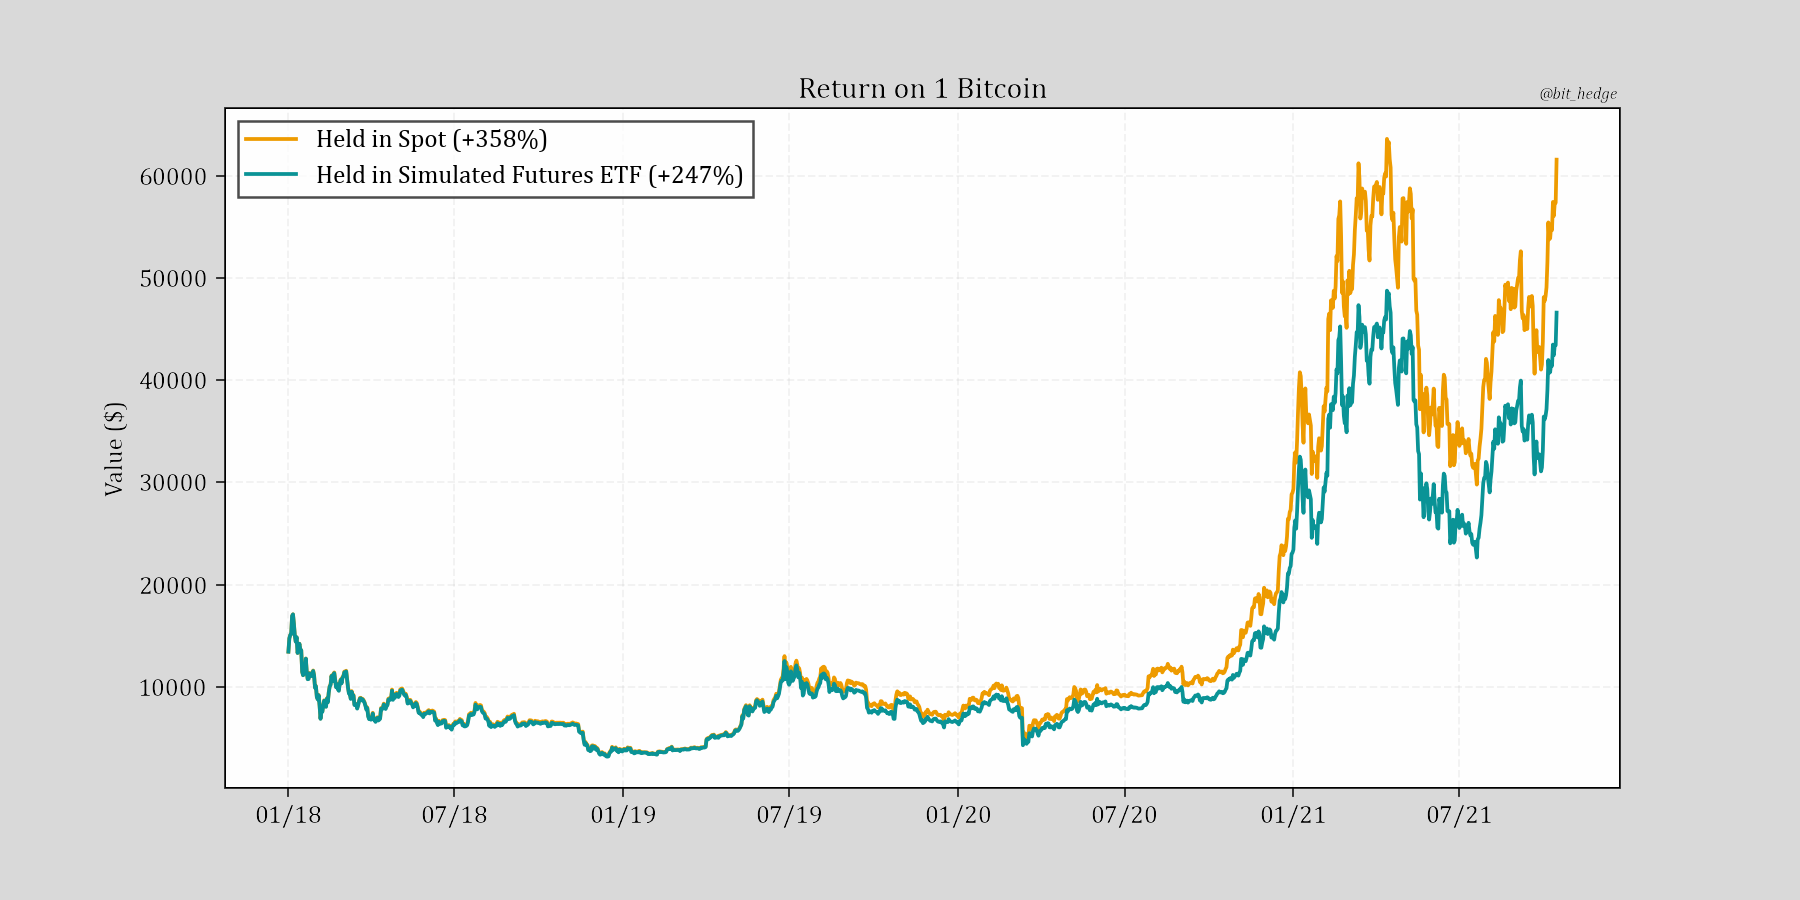 Return on 1 Bitcoin
@bit_hedge
Held in Spot (+358%)
Held in Simulated Futures ETF (+247%)
Value ($)
60000
50000
40000
30000
20000
10000
01/18 07/18 01/19 07/19 01/20 07/20 01/21 07/21